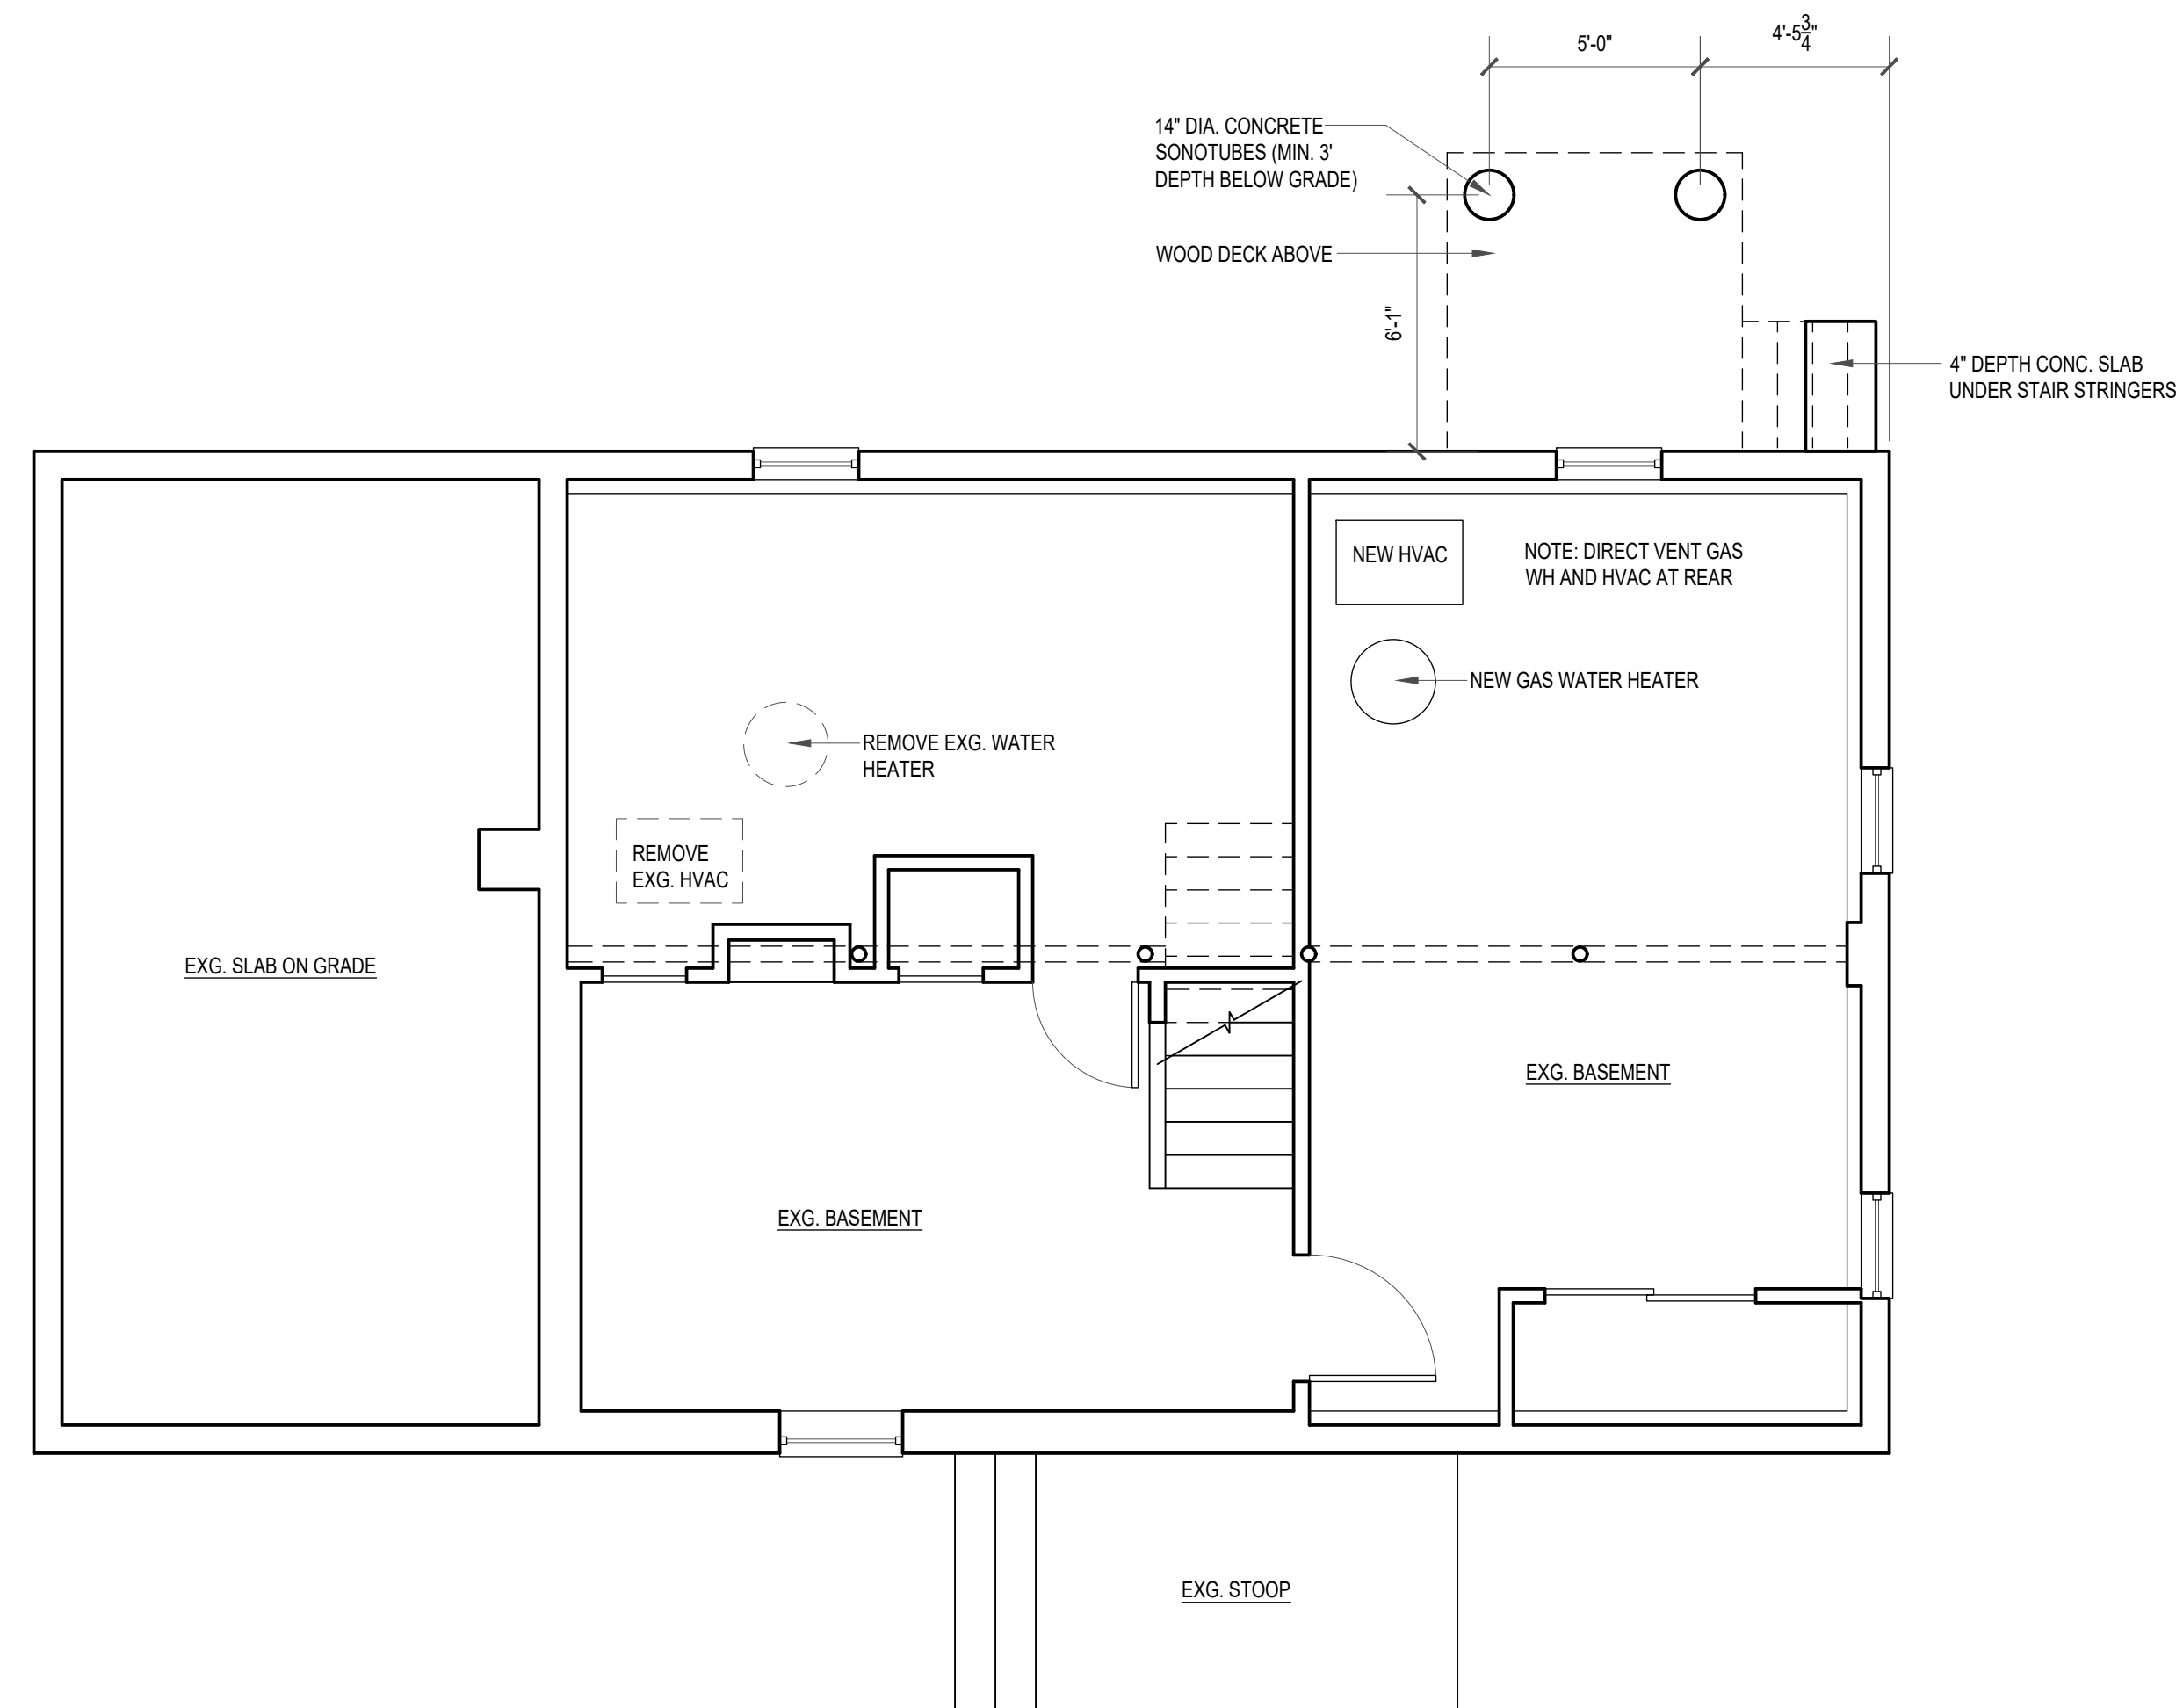 5'-0"
4'-5 3/4"
14" DIA. CONCRETE
SONOTUBES (MIN. 3'
DEPTH BELOW GRADE)
WOOD DECK ABOVE
6'-1"
4" DEPTH CONC. SLAB
UNDER STAIR STRINGERS
NEW HVAC
NOTE: DIRECT VENT GAS
WH AND HVAC AT REAR
NEW GAS WATER HEATER
REMOVE EXG. WATER
HEATER
REMOVE
EXG. HVAC
EXG. SLAB ON GRADE
EXG. BASEMENT
EXG. BASEMENT
EXG. STOOP